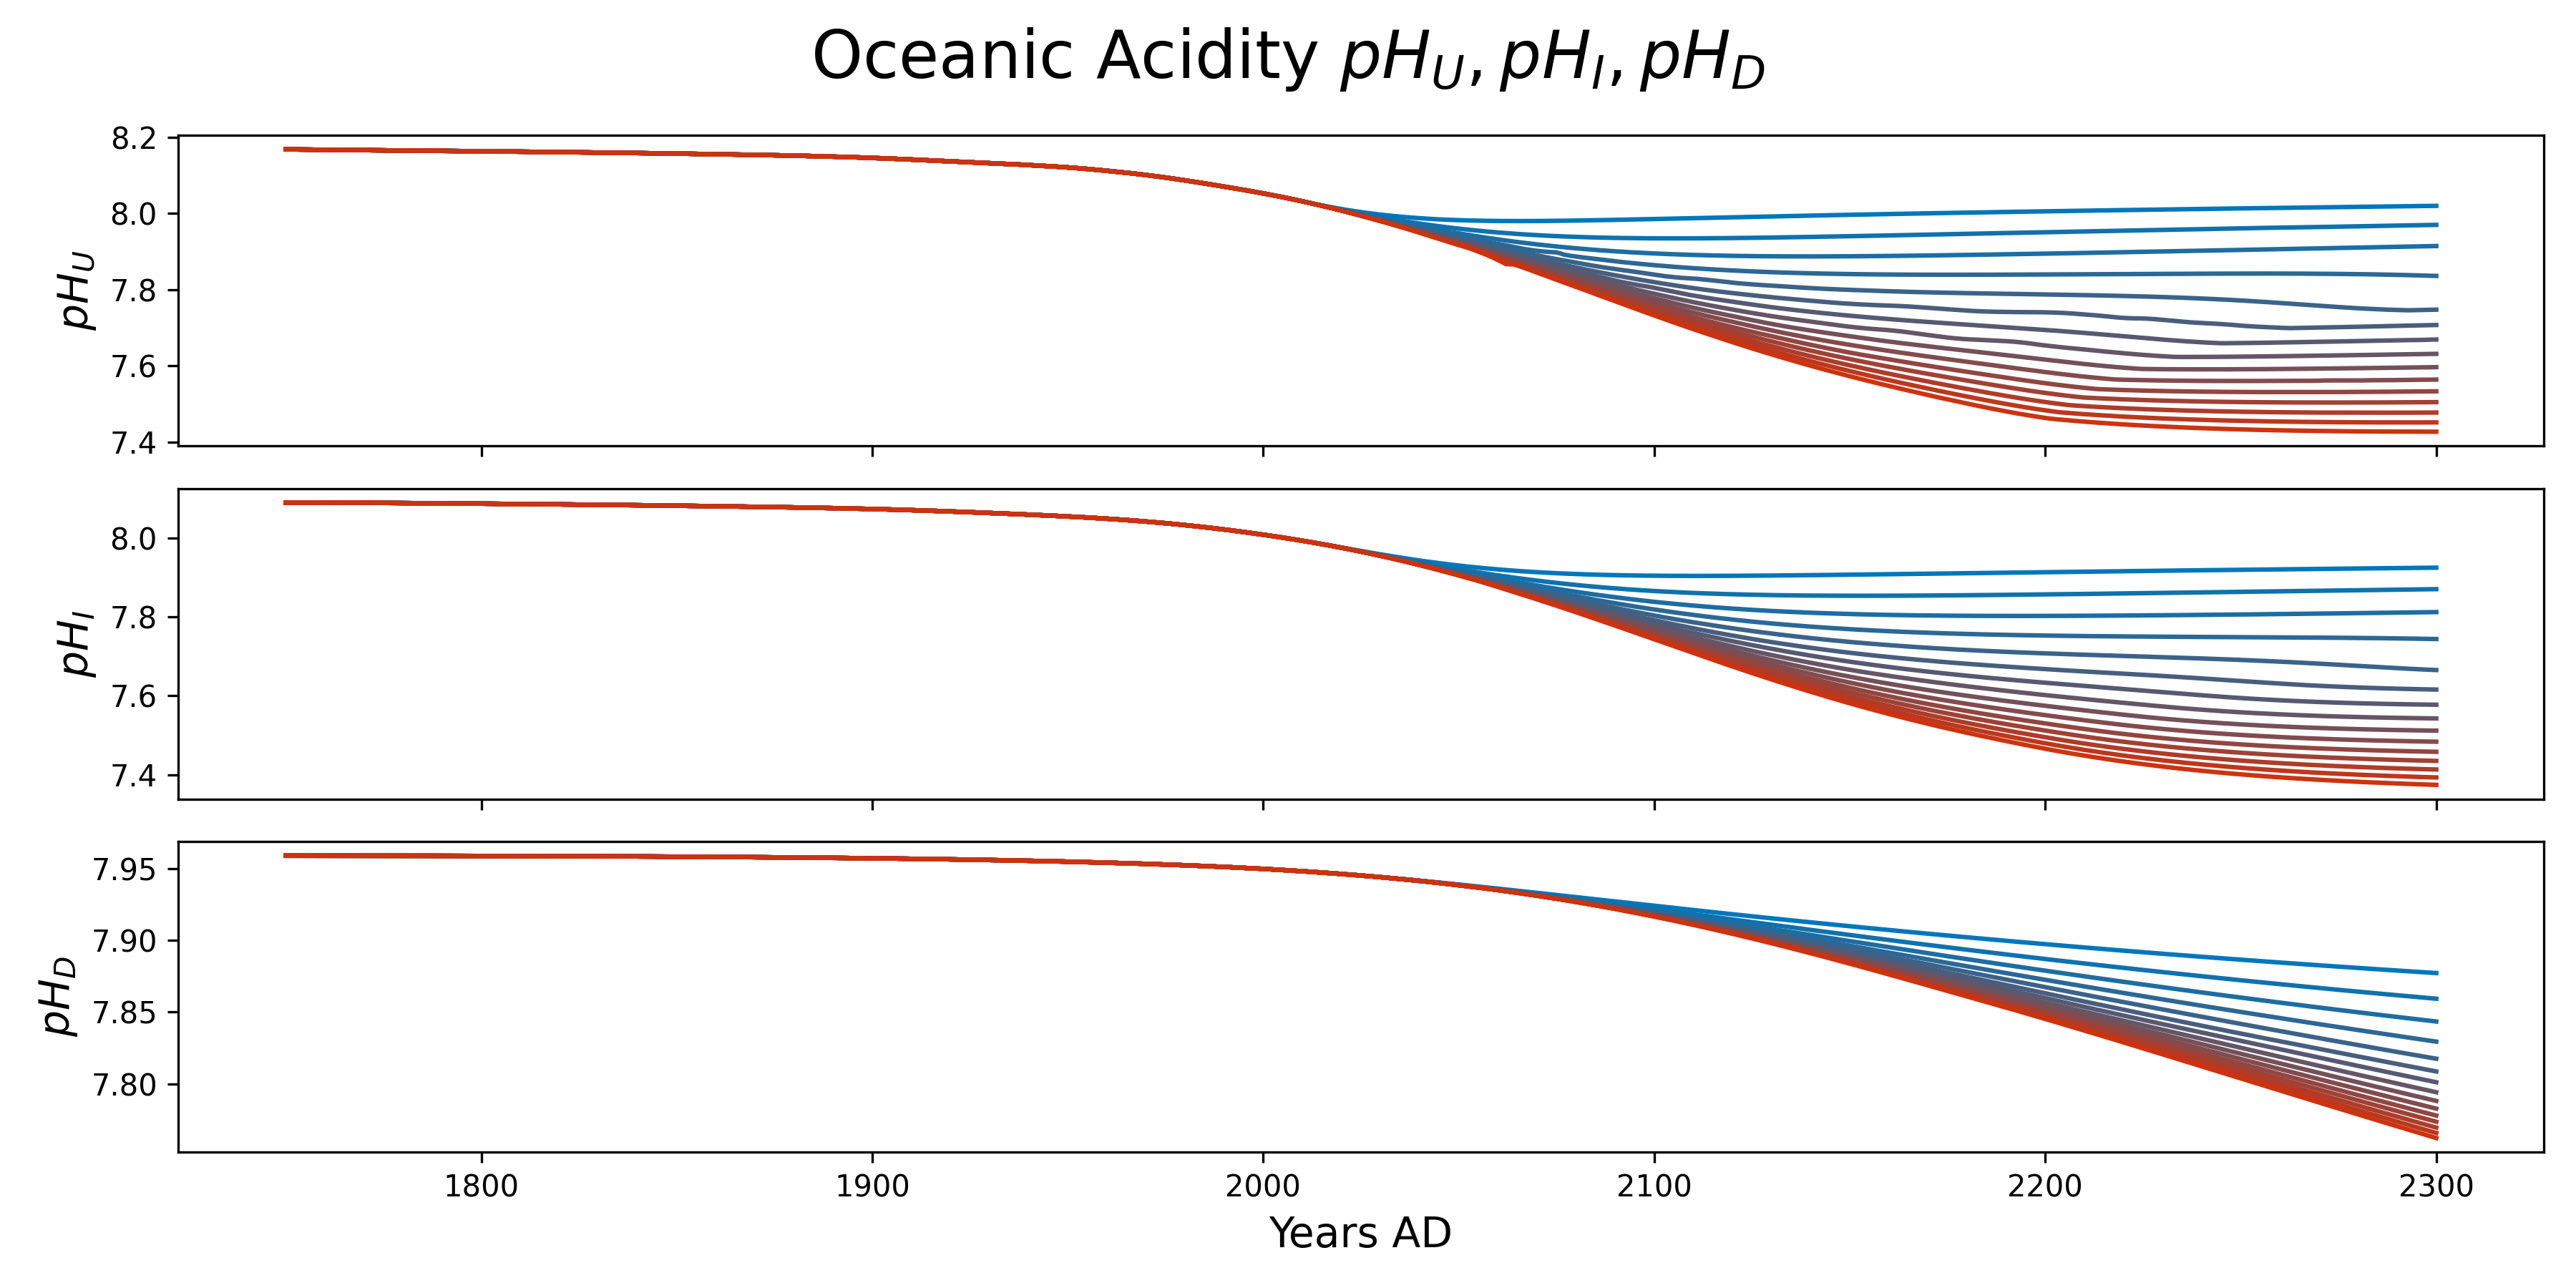 Oceanic Acidity pH_U, pH_I, pH_D
8.2
8.0
7.8
7.6
7.4
pH_U
8.0
7.8
7.6
7.4
pH_I
7.95
7.90
7.85
7.80
pH_D
1800 1900 2000 2100 2200 2300
Years AD